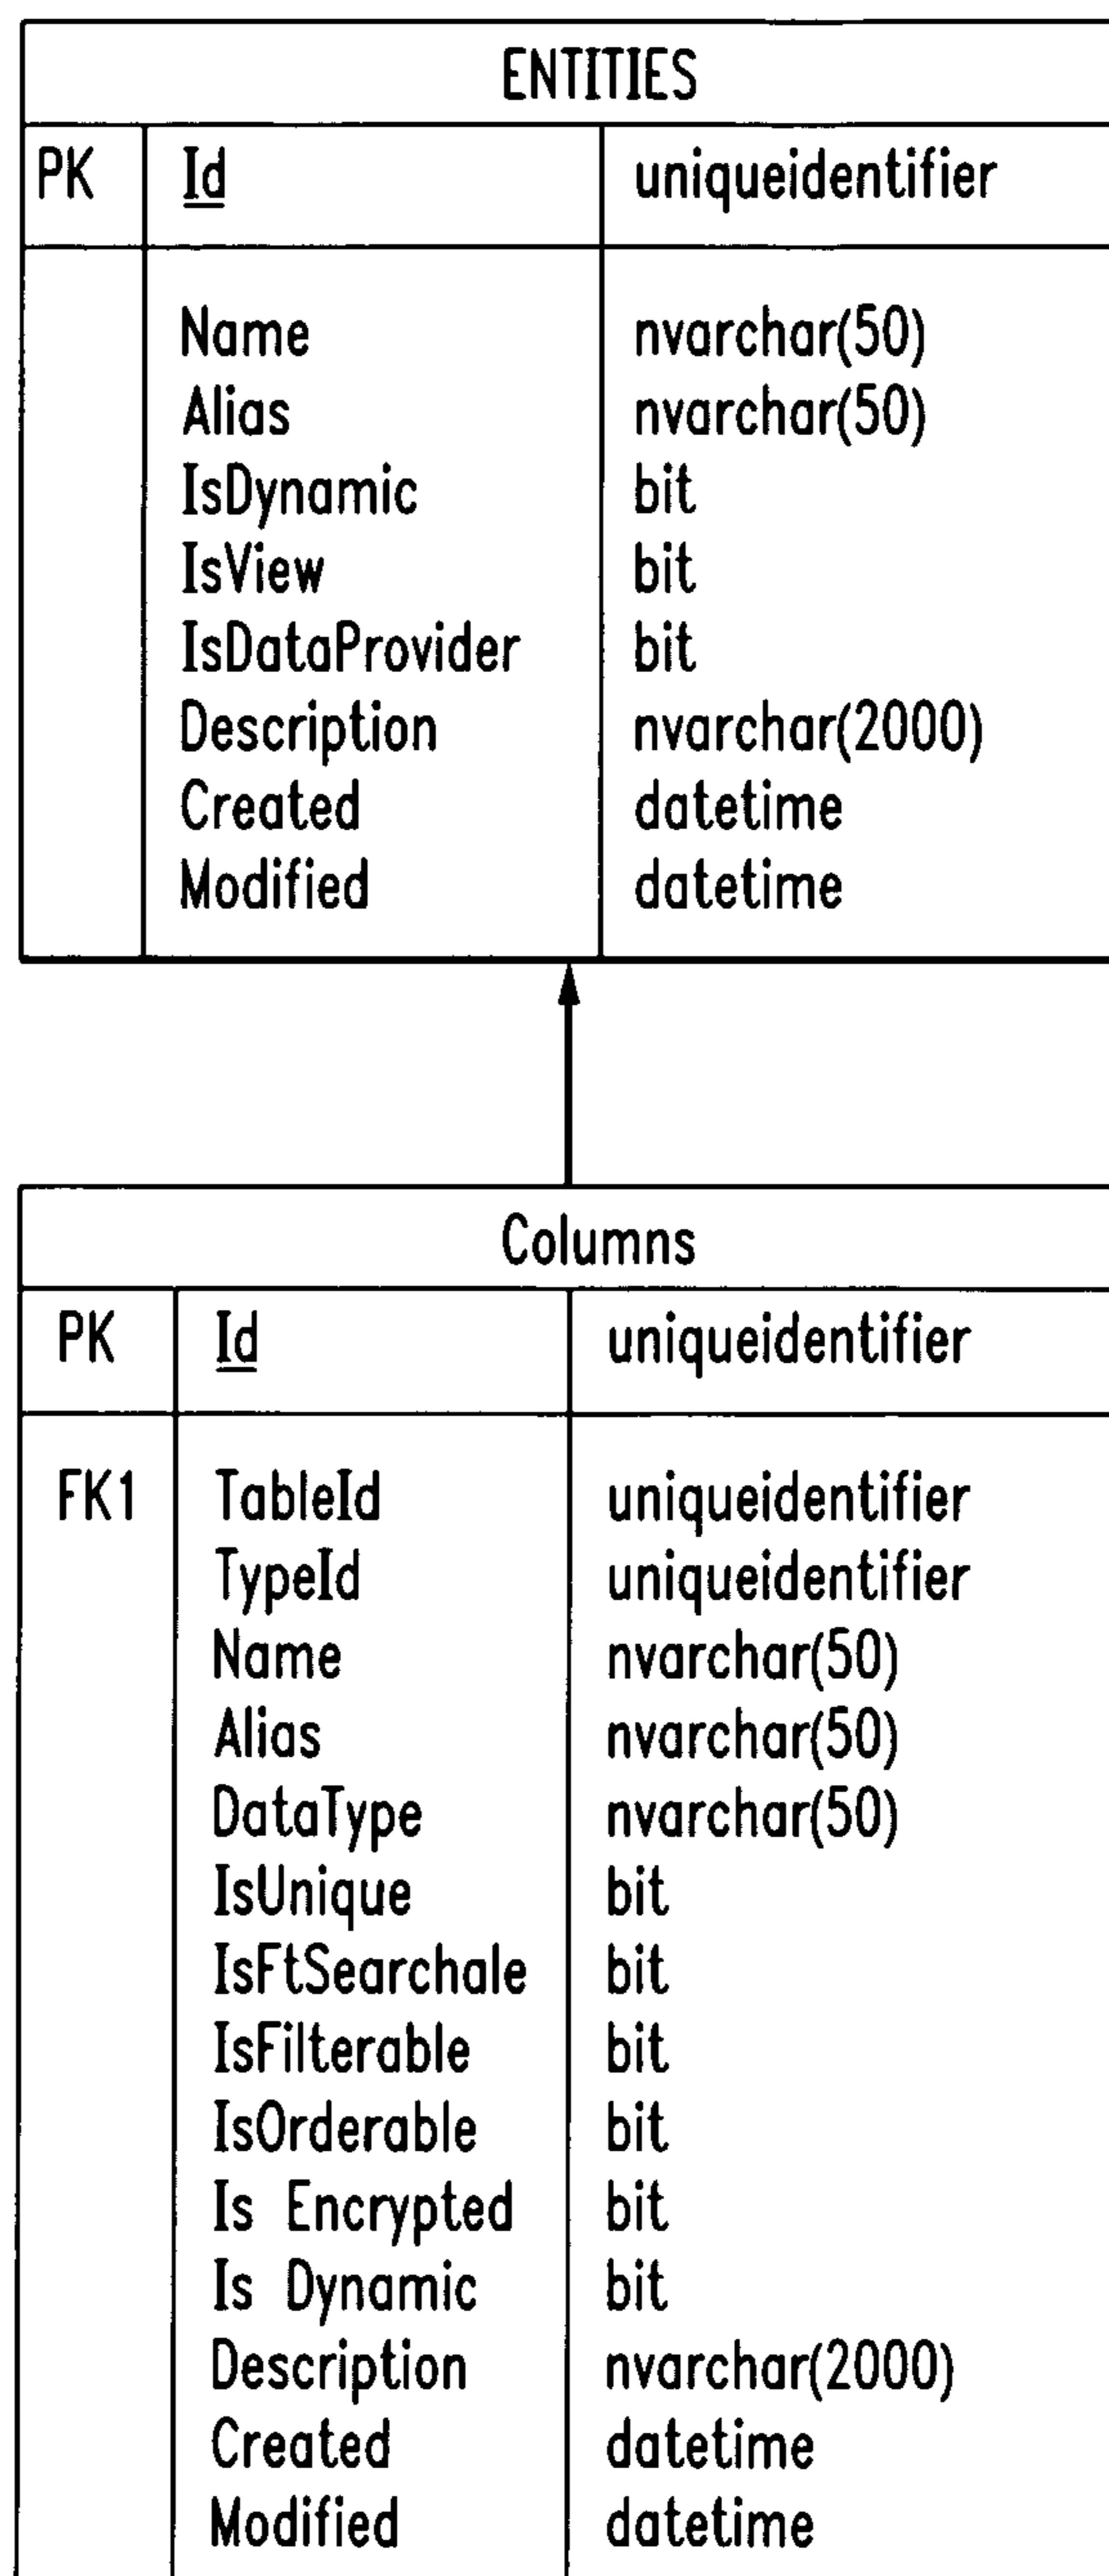 ENTITIES
PK Id uniqueidentifier
Name nvarchar(50)
Alias nvarchar(50)
IsDynamic bit
IsView bit
IsDataProvider bit
Description nvarchar(2000)
Created datetime
Modified datetime
Columns
PK Id uniqueidentifier
FK1 TableId uniqueidentifier
TypeId uniqueidentifier
Name nvarchar(50)
Alias nvarchar(50)
DataType nvarchar(50)
IsUnique bit
IsFtSearchale bit
IsFilterable bit
IsOrderable bit
Is Encrypted bit
Is Dynamic bit
Description nvarchar(2000)
Created datetime
Modified datetime